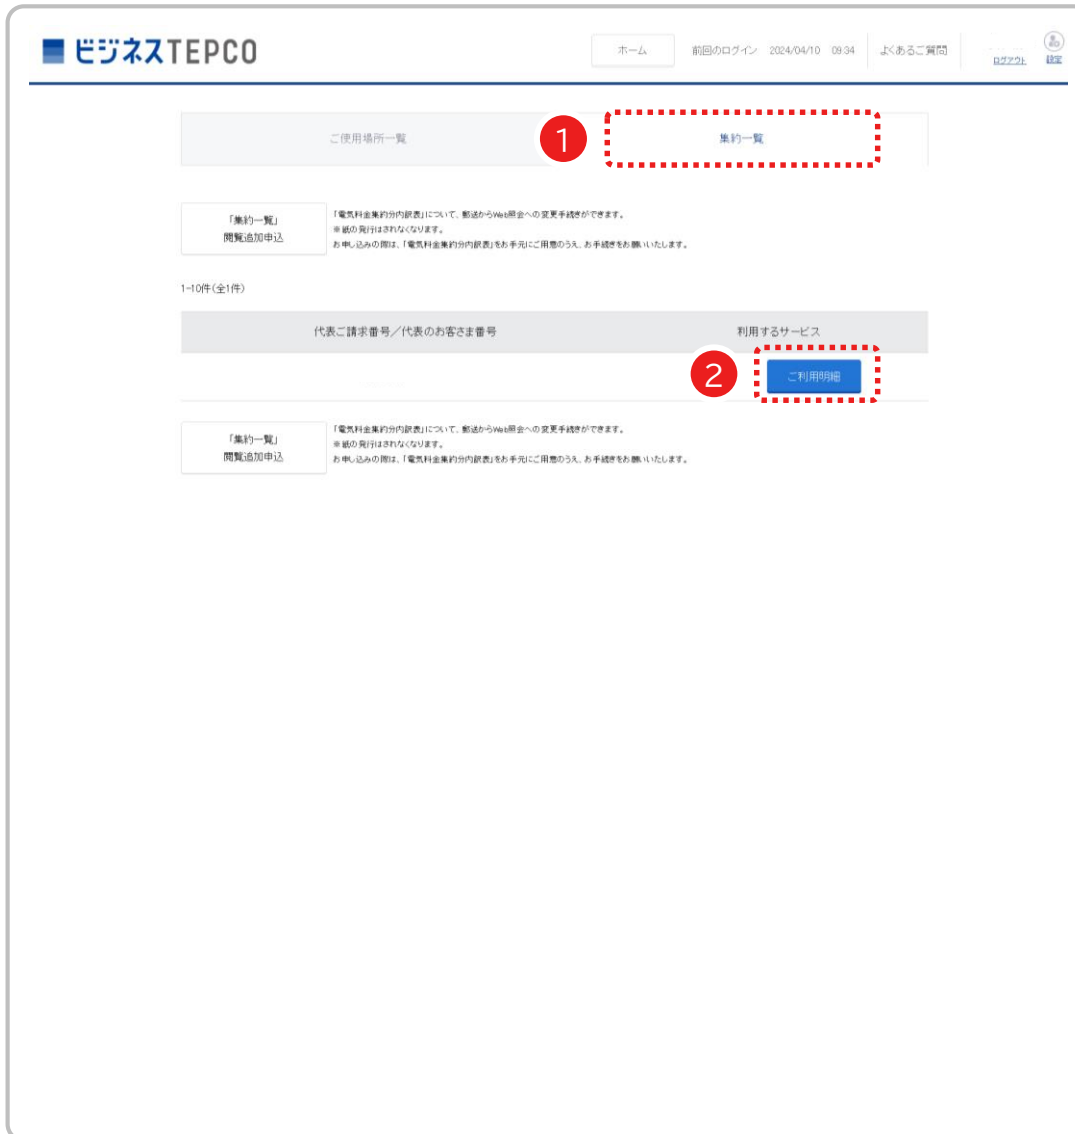 ビジネスTEPCO
ホーム
前回のログイン 2024/04/10 09:34
よくあるご質問
ログアウト
設定
ご使用場所一覧
1
集約一覧
「集約一覧」
閲覧追加申込
「電気料金集約分内訳表」について、郵送からWeb照会への変更手続きができます。
※紙の発行はされなくなります。
お申し込みの際は、「電気料金集約分内訳表」をお手元にご用意のうえ、お手続きをお願いいたします。
1-10件(全1件)
代表ご請求番号／代表のお客さま番号
利用するサービス
2
ご利用明細
「集約一覧」
閲覧追加申込
「電気料金集約分内訳表」について、郵送からWeb照会への変更手続きができます。
※紙の発行はされなくなります。
お申し込みの際は、「電気料金集約分内訳表」をお手元にご用意のうえ、お手続きをお願いいたします。